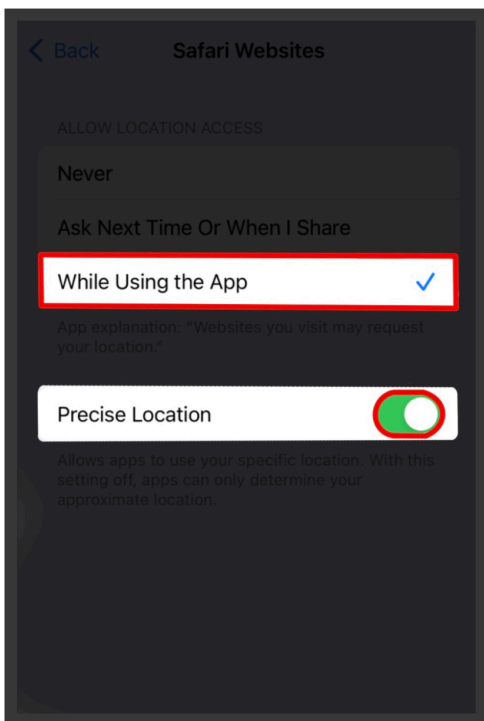 Back
Safari Websites
ALLOW LOCATION ACCESS
Never
Ask Next Time Or When I Share
While Using the App
App explanation: "Websites you visit may request
your location."
Precise Location
Allows apps to use your specific location. With this
setting off, apps can only determine your
approximate location.